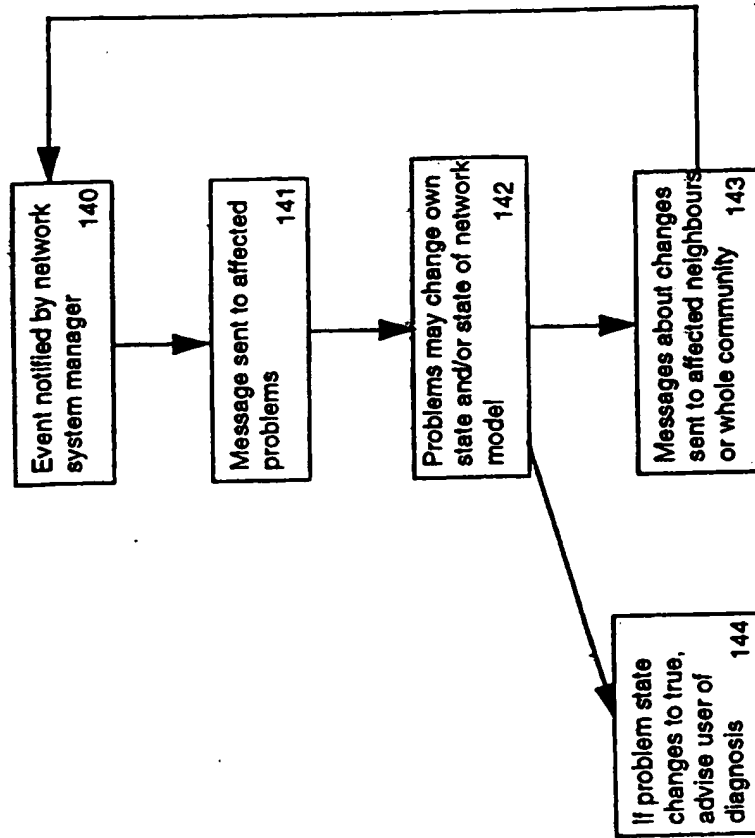 Event notified by network
system manager
140
Message sent to affected
problems
141
Problems may change own
state and/or state of network
model
142
Messages about changes
sent to affected neighbours
or whole community
143
If problem state
changes to true,
advise user of
diagnosis
144